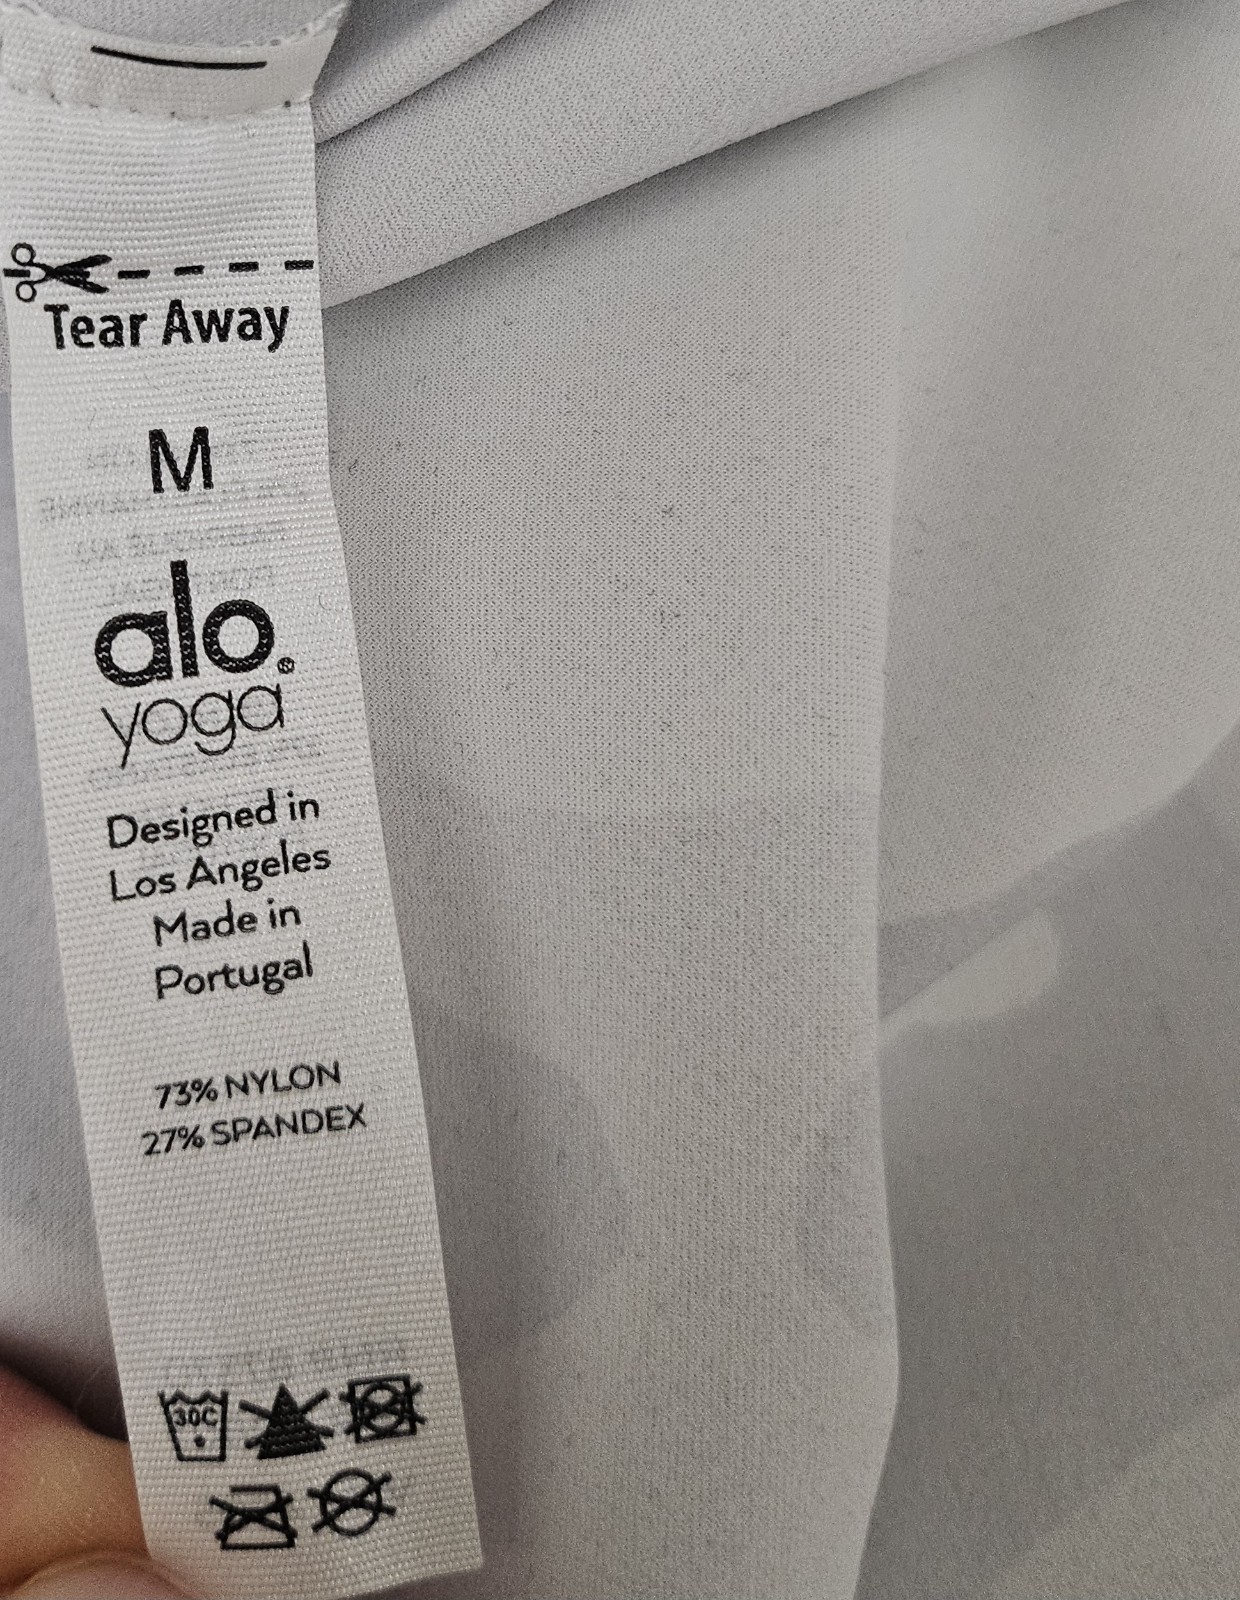 Tear Away
M
alo®
yoga
Designed in
Los Angeles
Made in
Portugal
73% NYLON
27% SPANDEX
30C